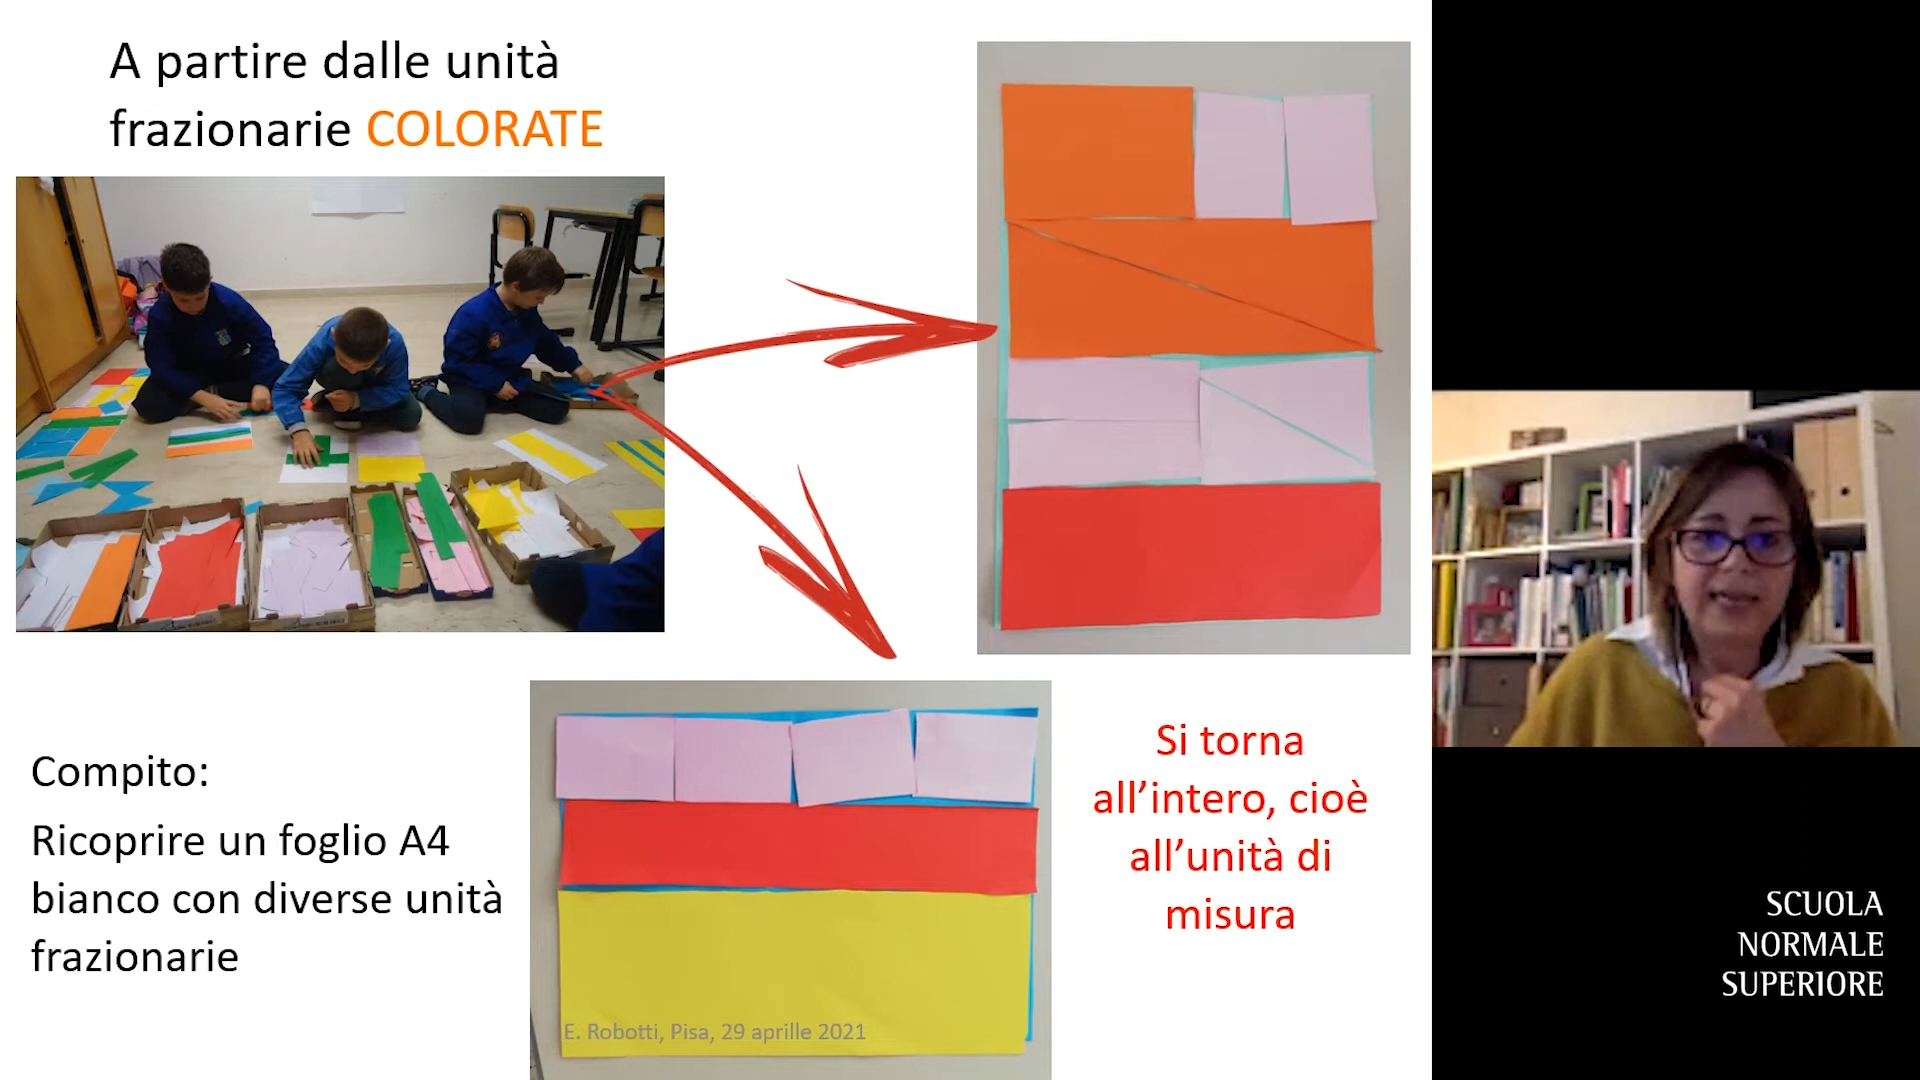 A partire dalle unità
frazionarie COLORATE
Compito:
Ricoprire un foglio A4
bianco con diverse unità
frazionarie
Si torna
all’intero, cioè
all’unità di
misura
E. Robotti, Pisa, 29 aprille 2021
SCUOLA
NORMALE
SUPERIORE